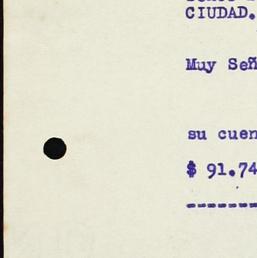 CIUDAD.
Muy Señ
su cuen
$ 91.74
--------